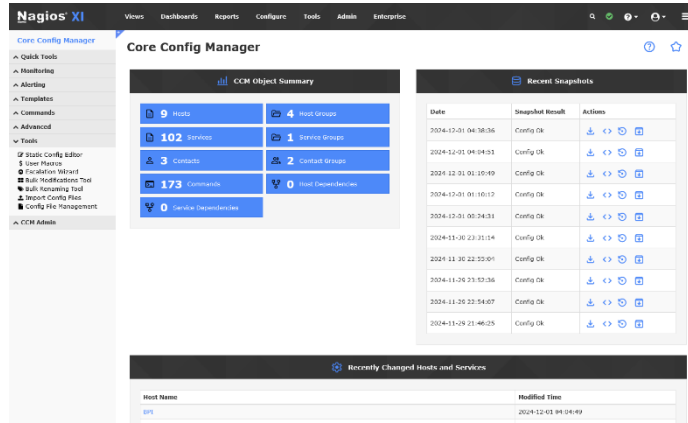 Nagios XI
Views Dashboards Reports Configure Tools Admin Enterprise
Core Config Manager
Quick Tools
Monitoring
Alerting
Templates
Commands
Advanced
Tools
Static Config Editor
$ User Macros
Escalation Wizard
Bulk Modifications Tool
Bulk Renaming Tool
Import Config Files
Config File Management
CCM Admin
Core Config Manager
CCM Object Summary
9 Hosts
4 Host Groups
102 Services
1 Service Groups
3 Contacts
2 Contact Groups
173 Commands
0 Host Dependencies
0 Service Dependencies
Recent Snapshots
Date Snapshot Result Actions
2024-12-01 04:38:36 Config Ok
2024-12-01 04:04:51 Config Ok
2024-12-01 01:19:49 Config Ok
2024-12-01 01:10:12 Config Ok
2024-12-01 00:24:31 Config Ok
2024-11-30 23:31:14 Config Ok
2024-11-30 22:55:04 Config Ok
2024-11-29 23:52:36 Config Ok
2024-11-29 22:54:07 Config Ok
2024-11-29 21:46:25 Config Ok
Recently Changed Hosts and Services
Host Name Modified Time
BPI 2024-12-01 04:04:49